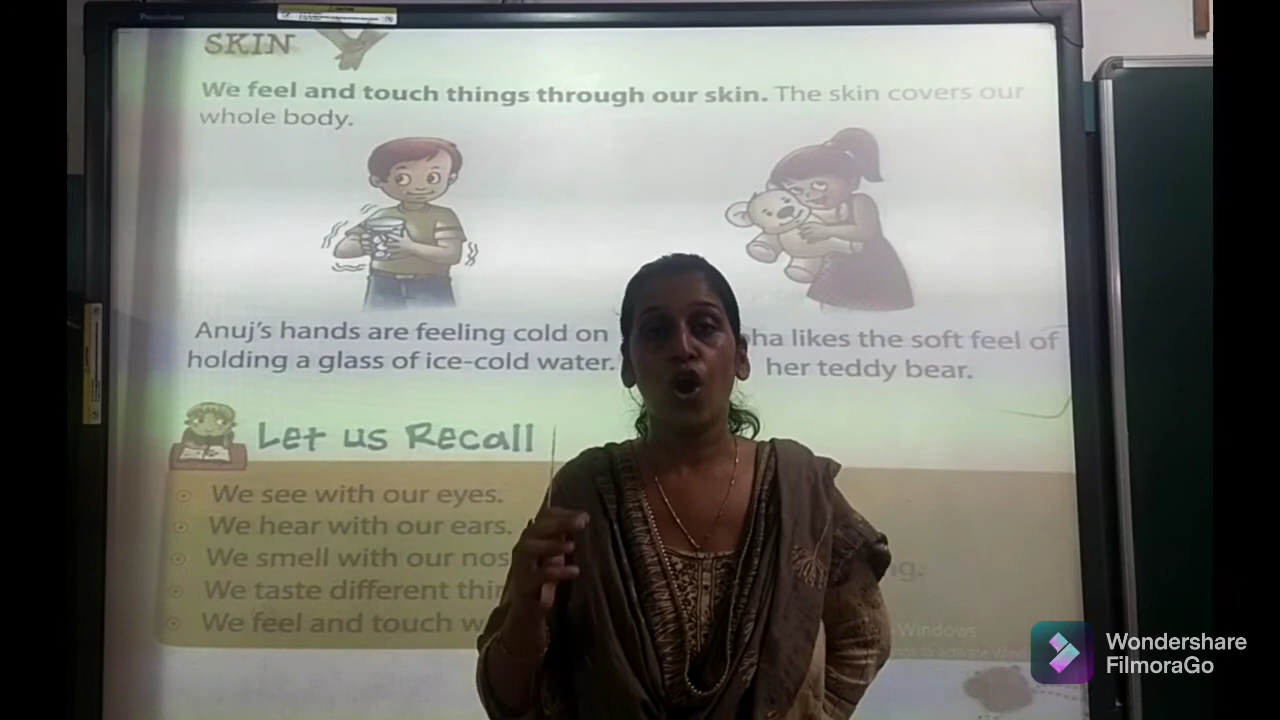 SKIN
We feel and touch things through our skin. The skin covers our
whole body.
Anuj's hands are feeling cold on
holding a glass of ice-cold water.
ha likes the soft feel of
her teddy bear.
Let us Recall
We see with our eyes.
We hear with our ears.
We smell with our nos
We taste different thin
We feel and touch w
ng.
Windows
Wondershare
FilmoraGo